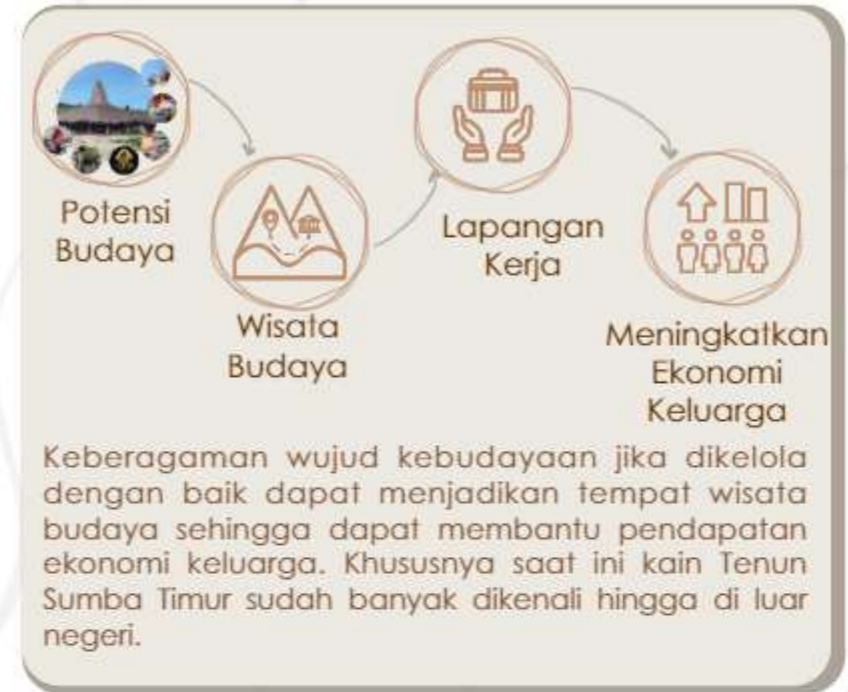 Potensi
Budaya
Wisata
Budaya
Lapangan
Kerja
Meningkatkan
Ekonomi
Keluarga
Keberagaman wujud kebudayaan jika dikelola
dengan baik dapat menjadikan tempat wisata
budaya sehingga dapat membantu pendapatan
ekonomi keluarga. Khususnya saat ini kain Tenun
Sumba Timur sudah banyak dikenali hingga di luar
negeri.